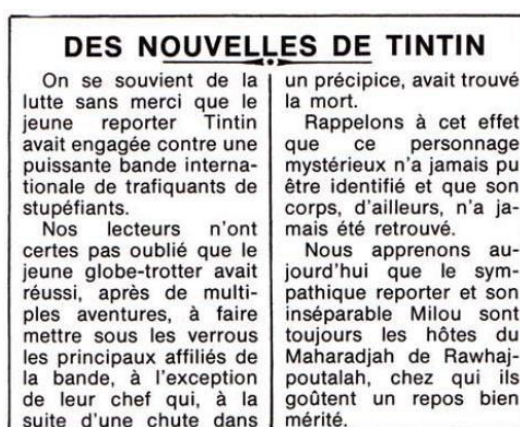 DES NOUVELLES DE TINTIN
On se souvient de la
lutte sans merci que le
jeune reporter Tintin
avait engagée contre une
puissante bande interna-
tionale de trafiquants de
stupéfiants.
Nos lecteurs n'ont
certes pas oublié que le
jeune globe-trotter avait
réussi, après de multi-
ples aventures, à faire
mettre sous les verrous
les principaux affiliés de
la bande, à l'exception
de leur chef qui, à la
suite d'une chute dans
un précipice, avait trouvé
la mort.
Rappelons à cet effet
que ce personnage
mystérieux n'a jamais pu
être identifié et que son
corps, d'ailleurs, n'a ja-
mais été retrouvé.
Nous apprenons au-
jourd'hui que le sym-
pathique reporter et son
inséparable Milou sont
toujours les hôtes du
Maharadjah de Rawhaj-
poutalah, chez qui ils
goûtent un repos bien
mérité.